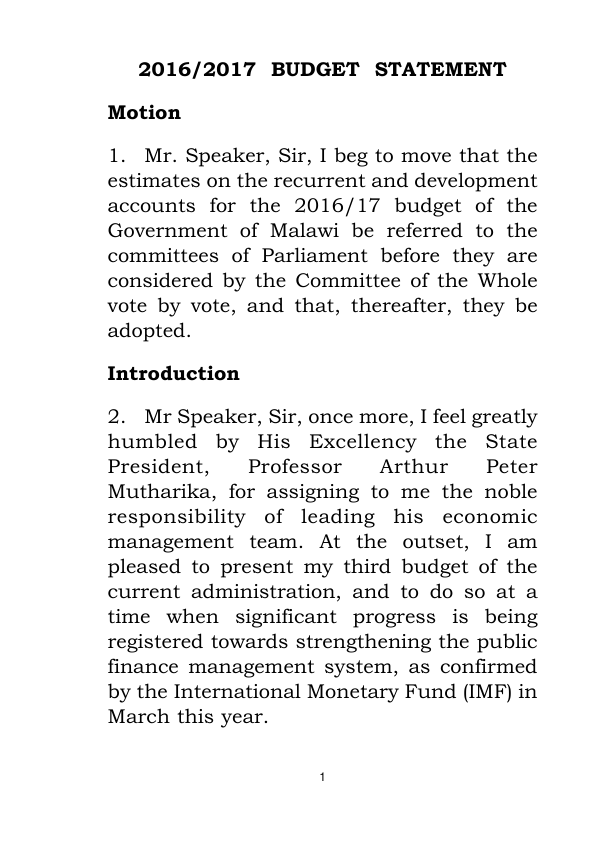 2016/2017 BUDGET STATEMENT
Motion
1. Mr. Speaker, Sir, I beg to move that the
estimates on the recurrent and development
accounts for the 2016/17 budget of the
Government of Malawi be referred to the
committees of Parliament before they are
considered by the Committee of the Whole
vote by vote, and that, thereafter, they be
adopted.
Introduction
2. Mr Speaker, Sir, once more, I feel greatly
humbled by His Excellency the State
President, Professor Arthur Peter
Mutharika, for assigning to me the noble
responsibility of leading his economic
management team. At the outset, I am
pleased to present my third budget of the
current administration, and to do so at a
time when significant progress is being
registered towards strengthening the public
finance management system, as confirmed
by the International Monetary Fund (IMF) in
March this year.
1